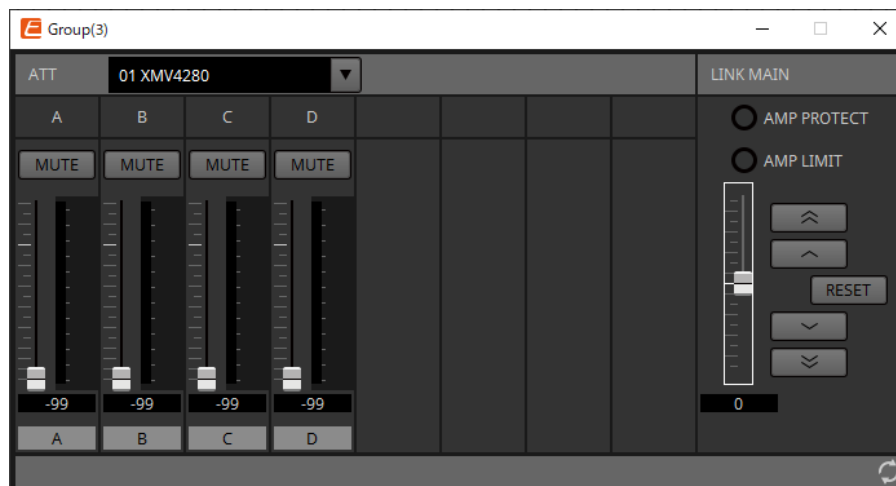 Group(3)
ATT 01 XMV4280 LINK MAIN
A B C D
AMP PROTECT
MUTE MUTE MUTE MUTE
AMP LIMIT
RESET
-99 -99 -99 -99 0
A B C D